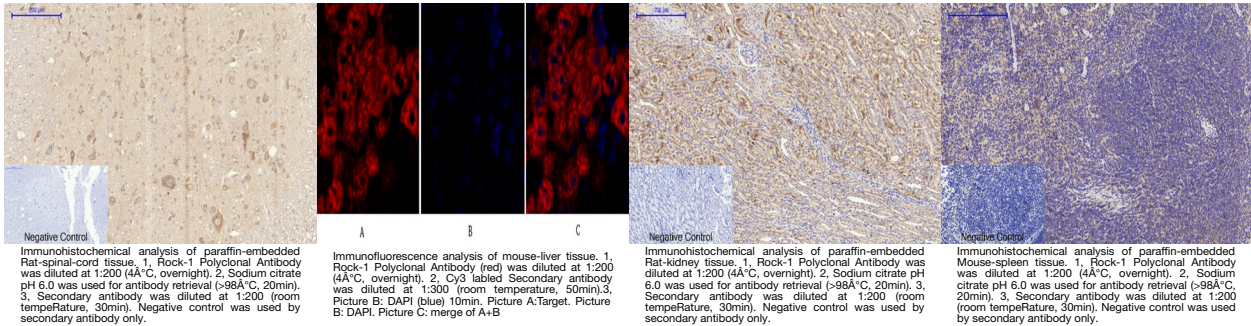 200 µm
Negative Control
Immunohistochemical analysis of paraffin-embedded
Rat-spinal-cord tissue. 1, Rock-1 Polyclonal Antibody
was diluted at 1:200 (4Â°C, overnight). 2, Sodium citrate
pH 6.0 was used for antibody retrieval (>98Â°C, 20min).
3, Secondary antibody was diluted at 1:200 (room
tempeRature, 30min). Negative control was used by
secondary antibody only.
A
B
C
Immunofluorescence analysis of mouse-liver tissue. 1,
Rock-1 Polyclonal Antibody (red) was diluted at 1:200
(4Â°C, overnight). 2, Cy3 labled Secondary antibody
was diluted at 1:300 (room temperature, 50min).3,
Picture B: DAPI (blue) 10min. Picture A:Target. Picture
B: DAPI. Picture C: merge of A+B
Negative Control
Immunohistochemical analysis of paraffin-embedded
Rat-kidney tissue. 1, Rock-1 Polyclonal Antibody was
diluted at 1:200 (4Â°C, overnight). 2, Sodium citrate pH
6.0 was used for antibody retrieval (>98Â°C, 20min). 3,
Secondary antibody was diluted at 1:200 (room
tempeRature, 30min). Negative control was used by
secondary antibody only.
Negative Control
Immunohistochemical analysis of paraffin-embedded
Mouse-spleen tissue. 1, Rock-1 Polyclonal Antibody
was diluted at 1:200 (4Â°C, overnight). 2, Sodium
citrate pH 6.0 was used for antibody retrieval (>98Â°C,
20min). 3, Secondary antibody was diluted at 1:200
(room tempeRature, 30min). Negative control was used
by secondary antibody only.